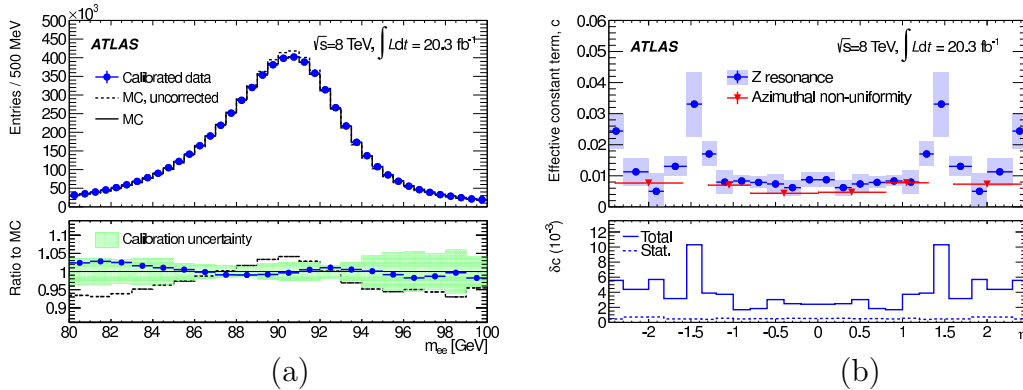 ×10³
500
450
400
350
300
250
200
150
100
50
0
Entries / 500 MeV
ATLAS
√s=8 TeV, ∫ Ldt = 20.3 fb⁻¹
Calibrated data
MC, uncorrected
MC
Ratio to MC
1.1
1.05
1
0.95
0.9
Calibration uncertainty
80 82 84 86 88 90 92 94 96 98 100
m_ee [GeV]
(a)
Effective constant term, c
0.06
0.05
0.04
0.03
0.02
0.01
0.00
ATLAS
√s=8 TeV, ∫ Ldt = 20.3 fb⁻¹
Z resonance
Azimuthal non-uniformity
δc (10⁻³)
12
10
8
6
4
2
0
Total
Stat.
-2 -1.5 -1 -0.5 0 0.5 1 1.5 2
(b)